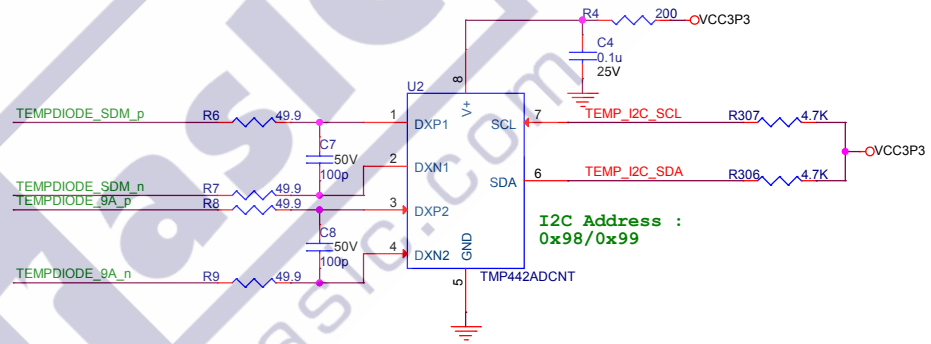 R4 200 VCC3P3
C4
0.1u
25V
U2
8
V+
TEMPDIODE_SDM_p R6 49.9 1 DXP1 SCL 7 TEMP_I2C_SCL R307 4.7K
C7
50V
100p
2 DXN1
VCC3P3
TEMPDIODE_SDM_n R7 49.9
SDA 6 TEMP_I2C_SDA R306 4.7K
TEMPDIODE_9A_p R8 49.9 3 DXP2
I2C Address :
0x98/0x99
C8
50V
100p
4 DXN2
GND
TEMPDIODE_9A_n R9 49.9
5
TMP442ADCNT
asic
asic.com